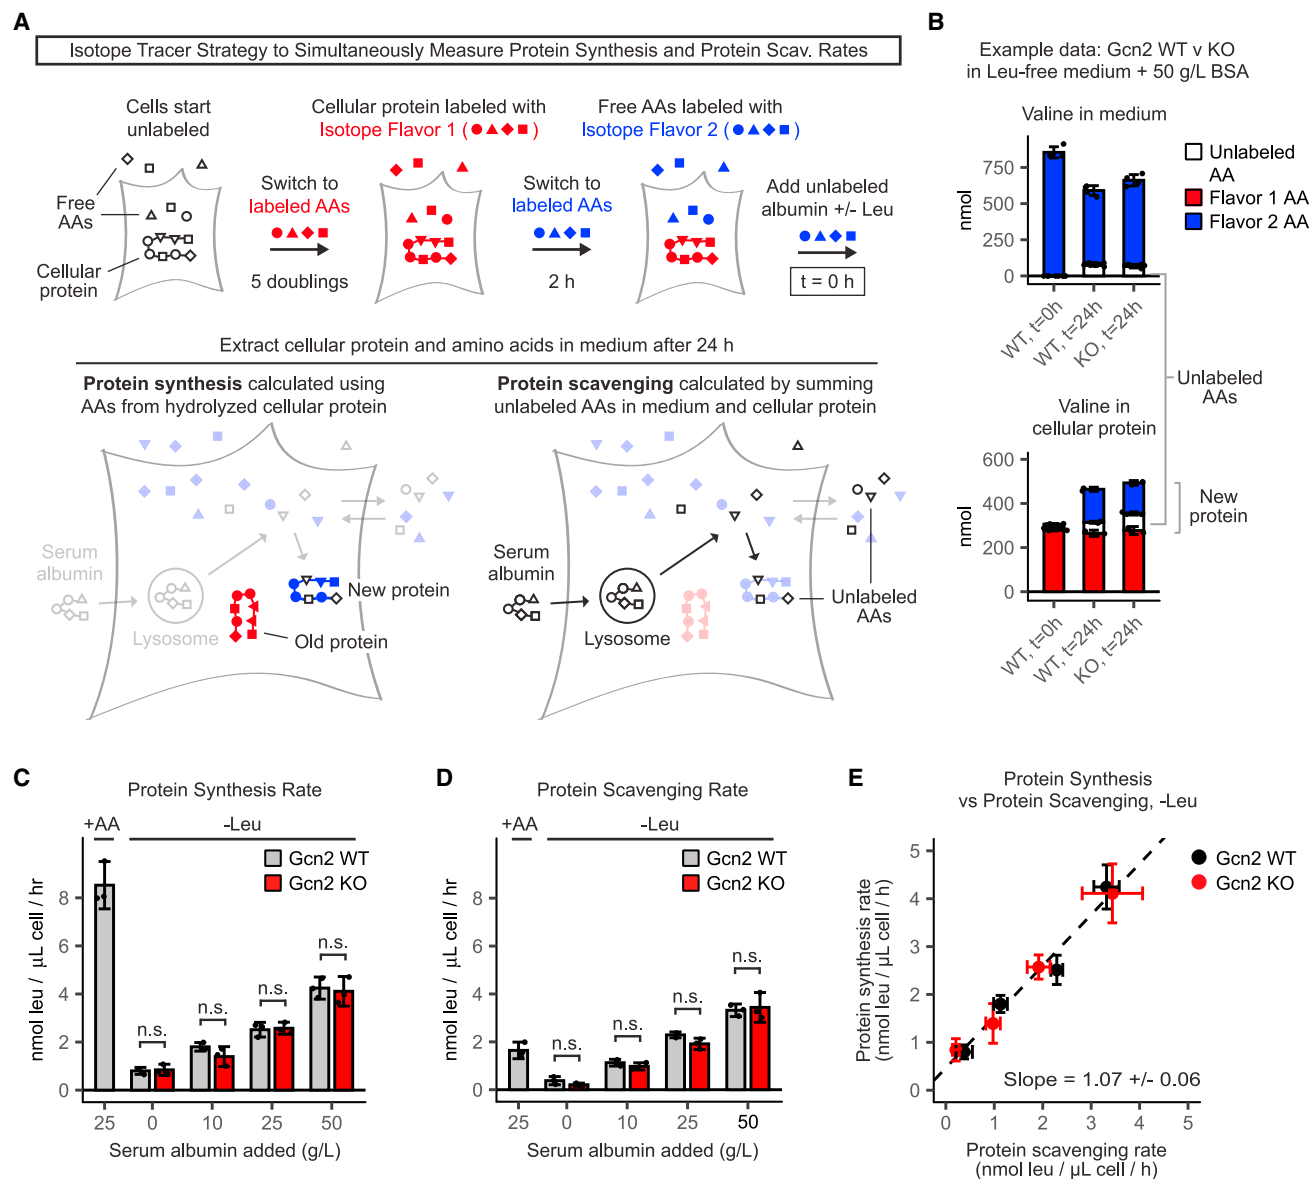 A
Isotope Tracer Strategy to Simultaneously Measure Protein Synthesis and Protein Scav. Rates
Cells start
unlabeled
Free
AAs
Cellular
protein
Switch to
labeled AAs
5 doublings
Cellular protein labeled with
Isotope Flavor 1 ( )
Switch to
labeled AAs
2 h
Free AAs labeled with
Isotope Flavor 2 ( )
Add unlabeled
albumin +/- Leu
t = 0 h
Extract cellular protein and amino acids in medium after 24 h
Protein synthesis calculated using
AAs from hydrolyzed cellular protein
Serum
albumin
Lysosome
New protein
Old protein
Protein scavenging calculated by summing
unlabeled AAs in medium and cellular protein
Serum
albumin
Lysosome
Unlabeled
AAs
B
Example data: Gcn2 WT v KO
in Leu-free medium + 50 g/L BSA
Valine in medium
nmol
750
500
250
0
WT, t=0h
WT, t=24h
KO, t=24h
Unlabeled
AA
Flavor 1 AA
Flavor 2 AA
Unlabeled
AAs
Valine in
cellular protein
nmol
600
400
200
0
WT, t=0h
WT, t=24h
KO, t=24h
New
protein
C
Protein Synthesis Rate
+AA
-Leu
Gcn2 WT
Gcn2 KO
nmol leu / µL cell / hr
8
6
4
2
0
n.s.
n.s.
n.s.
n.s.
25
0
10
25
50
Serum albumin added (g/L)
D
Protein Scavenging Rate
+AA
-Leu
Gcn2 WT
Gcn2 KO
nmol leu / µL cell / hr
8
6
4
2
0
n.s.
n.s.
n.s.
n.s.
25
0
10
25
50
Serum albumin added (g/L)
E
Protein Synthesis
vs Protein Scavenging, -Leu
Gcn2 WT
Gcn2 KO
Protein synthesis rate
(nmol leu / µL cell / h)
5
4
3
2
1
0
Slope = 1.07 +/- 0.06
0
1
2
3
4
5
Protein scavenging rate
(nmol leu / µL cell / h)